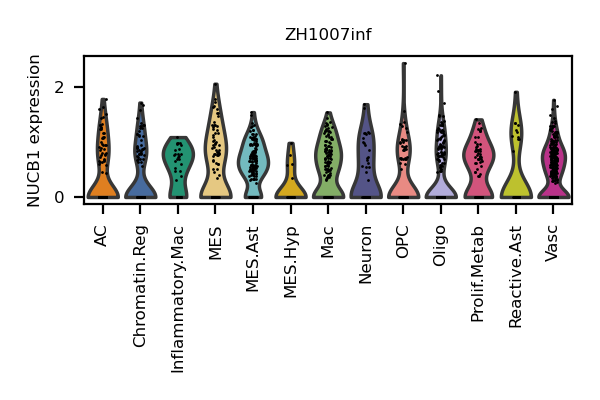 ZH1007inf
NUCB1 expression
2
0
AC
Chromatin.Reg
Inflammatory.Mac
MES
MES.Ast
MES.Hyp
Mac
Neuron
OPC
Oligo
Prolif.Metab
Reactive.Ast
Vasc